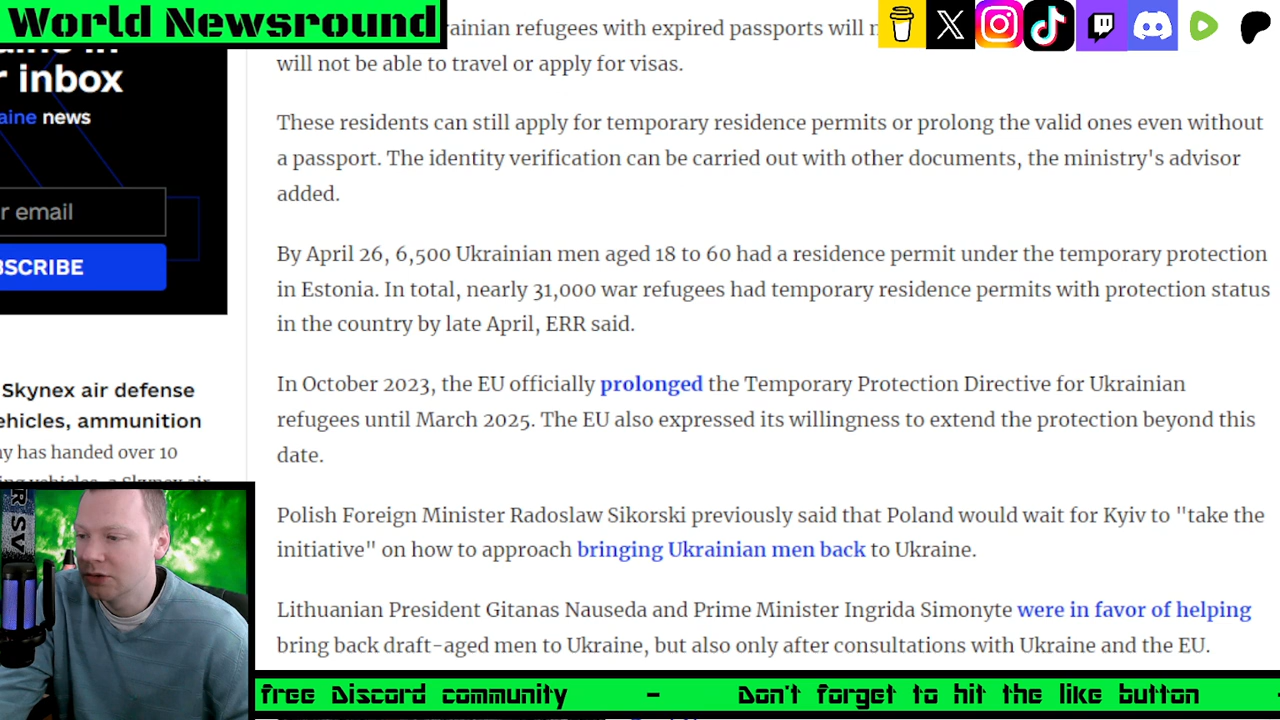 World Newsround
rainian refugees with expired passports will
will not be able to travel or apply for visas.
inbox
aine news
These residents can still apply for temporary residence permits or prolong the valid ones even without
a passport. The identity verification can be carried out with other documents, the ministry's advisor
added.
r email
BSCRIBE
By April 26, 6,500 Ukrainian men aged 18 to 60 had a residence permit under the temporary protection
in Estonia. In total, nearly 31,000 war refugees had temporary residence permits with protection status
in the country by late April, ERR said.
Skynex air defense
ehicles, ammunition
ny has handed over 10
In October 2023, the EU officially prolonged the Temporary Protection Directive for Ukrainian
refugees until March 2025. The EU also expressed its willingness to extend the protection beyond this
date.
Polish Foreign Minister Radoslaw Sikorski previously said that Poland would wait for Kyiv to "take the
initiative" on how to approach bringing Ukrainian men back to Ukraine.
Lithuanian President Gitanas Nauseda and Prime Minister Ingrida Simonyte were in favor of helping
bring back draft-aged men to Ukraine, but also only after consultations with Ukraine and the EU.
free Discord community - Don't forget to hit the like button